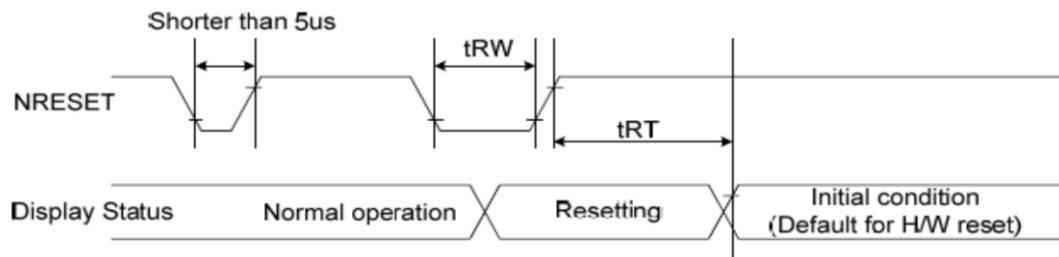 Shorter than 5us
tRW
NRESET
tRT
Display Status
Normal operation
Resetting
Initial condition
(Default for H/W reset)